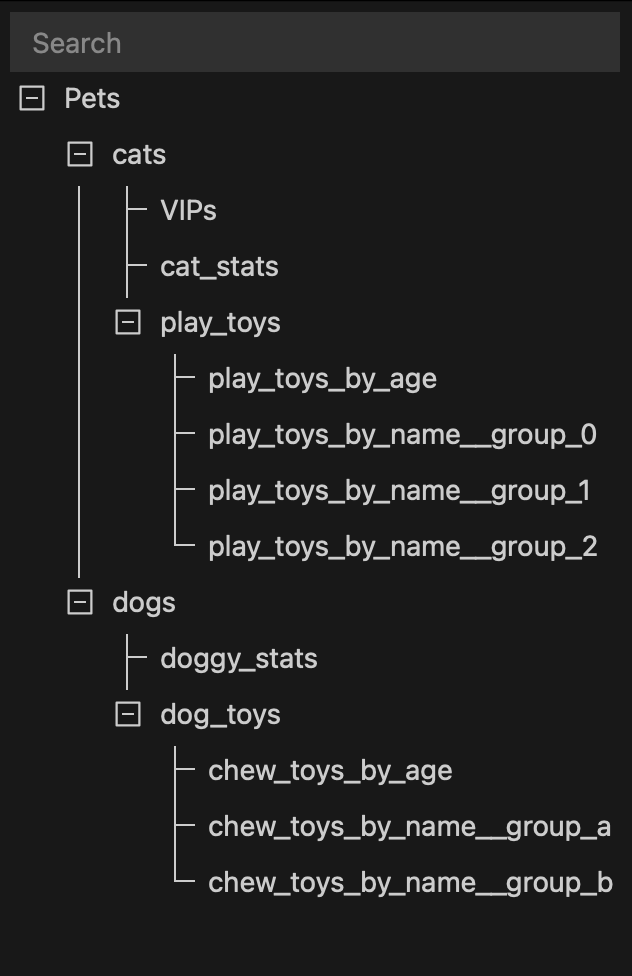 Search
Pets
cats
VIPs
cat_stats
play_toys
play_toys_by_age
play_toys_by_name__group_0
play_toys_by_name__group_1
play_toys_by_name__group_2
dogs
doggy_stats
dog_toys
chew_toys_by_age
chew_toys_by_name__group_a
chew_toys_by_name__group_b